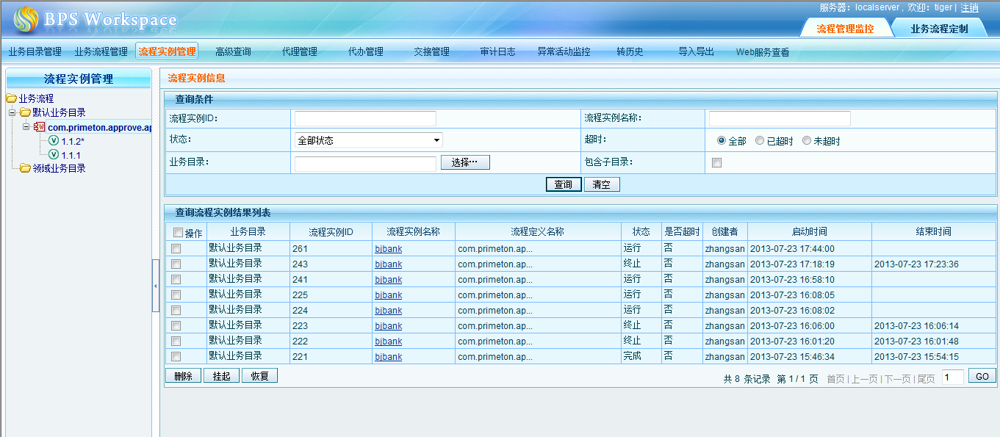 BPS Workspace
服务器：localserver，欢迎：tiger | 注销
流程管理监控 业务流程定制
业务目录管理 业务流程管理 流程实例管理 高级查询 代理管理 代办管理 交接管理 审计日志 异常活动监控 转历史 导入导出 Web服务查看
流程实例管理
业务流程
默认业务目录
com.primeton.approve.ap
1.1.2*
1.1.1
领域业务目录
流程实例信息
查询条件
流程实例ID： 流程实例名称：
状态： 全部状态 超时： 全部 已超时 未超时
业务目录： 选择… 包含子目录：
查询 清空
查询流程实例结果列表
操作 业务目录 流程实例ID 流程实例名称 流程定义名称 状态 是否超时 创建者 启动时间 结束时间
默认业务目录 261 bjbank com.primeton.ap... 运行 否 zhangsan 2013-07-23 17:44:00
默认业务目录 243 bjbank com.primeton.ap... 终止 否 zhangsan 2013-07-23 17:18:19 2013-07-23 17:23:36
默认业务目录 241 bjbank com.primeton.ap... 运行 否 zhangsan 2013-07-23 16:58:10
默认业务目录 225 bjbank com.primeton.ap... 运行 否 zhangsan 2013-07-23 16:08:05
默认业务目录 224 bjbank com.primeton.ap... 运行 否 zhangsan 2013-07-23 16:08:02
默认业务目录 223 bjbank com.primeton.ap... 终止 否 zhangsan 2013-07-23 16:06:00 2013-07-23 16:06:14
默认业务目录 222 bjbank com.primeton.ap... 终止 否 zhangsan 2013-07-23 16:01:20 2013-07-23 16:01:48
默认业务目录 221 bjbank com.primeton.ap... 完成 否 zhangsan 2013-07-23 15:46:34 2013-07-23 15:54:15
删除 挂起 恢复 共 8 条记录 第 1 / 1 页 首页 | 上一页 | 下一页 | 尾页 1 GO